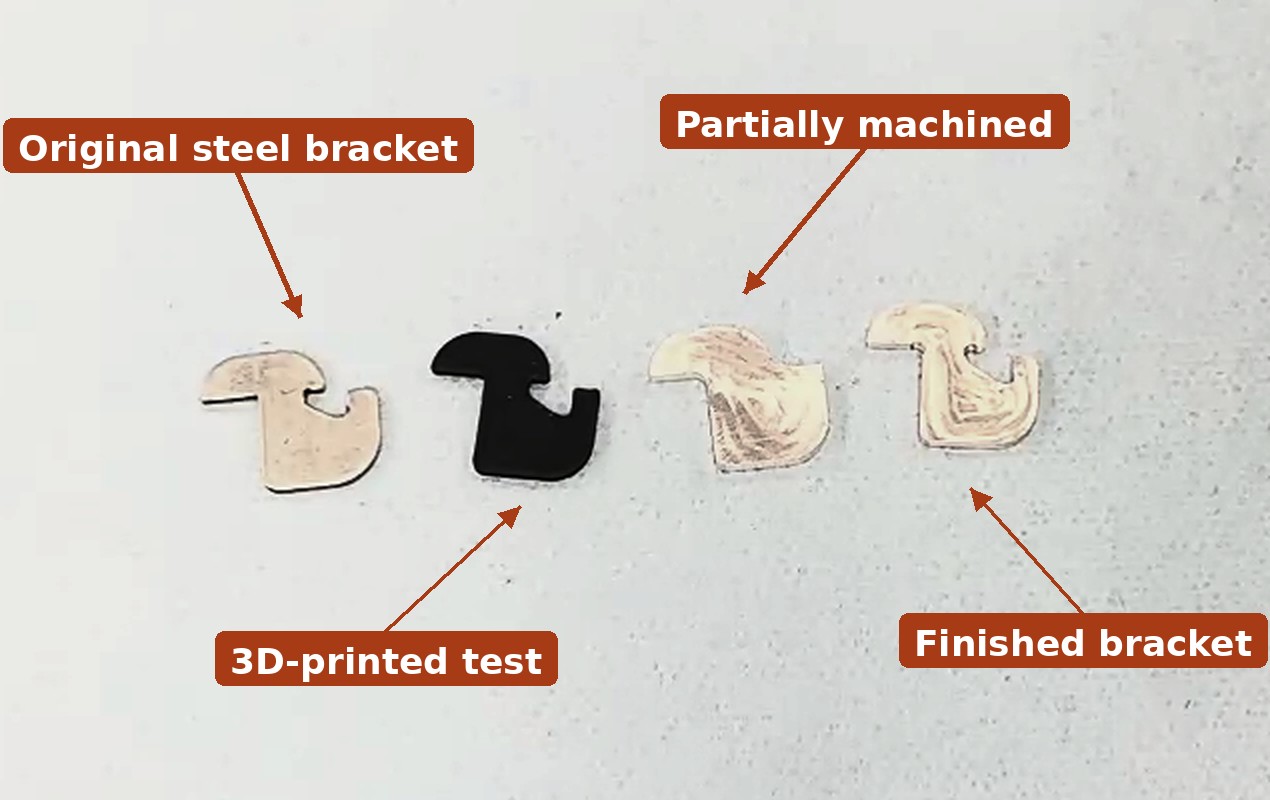 Original steel bracket
Partially machined
3D-printed test
Finished bracket